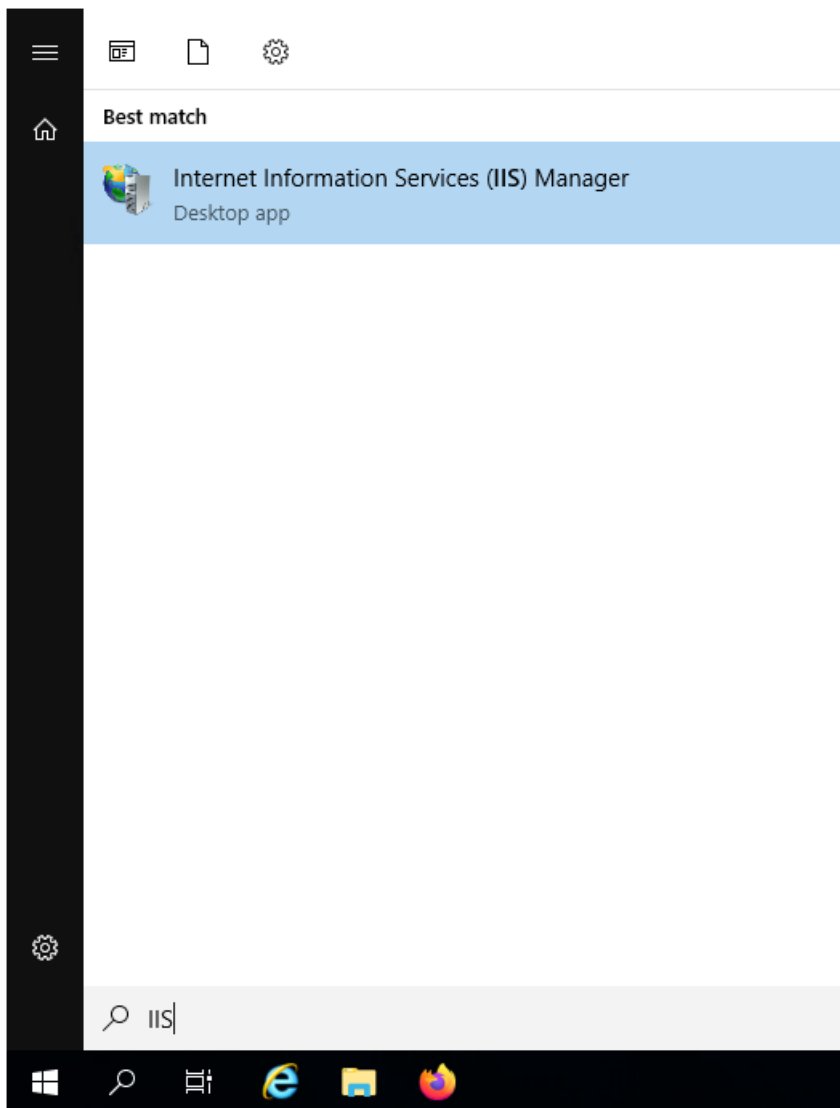 Best match
Internet Information Services (IIS) Manager
Desktop app
IIS